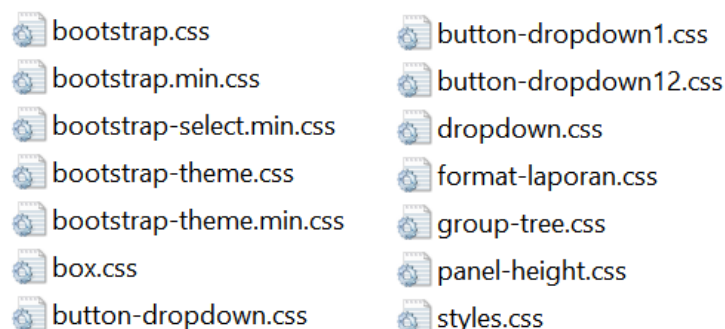 bootstrap.css
bootstrap.min.css
bootstrap-select.min.css
bootstrap-theme.css
bootstrap-theme.min.css
box.css
button-dropdown.css
button-dropdown1.css
button-dropdown12.css
dropdown.css
format-laporan.css
group-tree.css
panel-height.css
styles.css